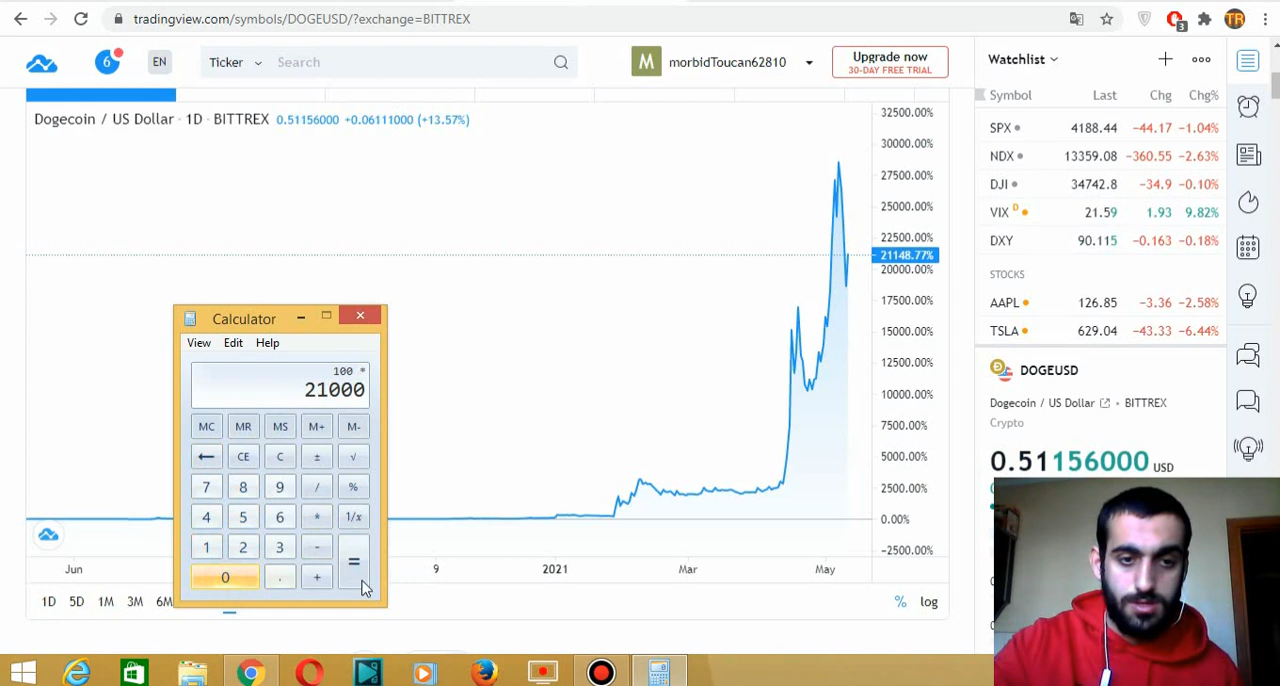 tradingview.com/symbols/DOGEUSD/?exchange=BITTREX
3
TR
6
EN
Ticker
Search
M
morbidToucan62810
Upgrade now
30-DAY FREE TRIAL
Watchlist
Symbol Last Chg Chg%
SPX 4188.44 -44.17 -1.04%
NDX 13359.08 -360.55 -2.63%
DJI 34742.8 -34.9 -0.10%
VIX D 21.59 1.93 9.82%
DXY 90.115 -0.163 -0.18%
STOCKS
AAPL 126.85 -3.36 -2.58%
TSLA 629.04 -43.33 -6.44%
DOGEUSD
Dogecoin / US Dollar • BITTREX
Crypto
0.51156000 USD
Dogecoin / US Dollar · 1D · BITTREX 0.51156000 +0.06111000 (+13.57%)
32500.00%
30000.00%
27500.00%
25000.00%
22500.00%
21148.77%
20000.00%
17500.00%
15000.00%
12500.00%
10000.00%
7500.00%
5000.00%
2500.00%
0.00%
-2500.00%
Jun 9 2021 Mar May
1D 5D 1M 3M 6M
% log
Calculator
View Edit Help
100 *
21000
MC MR MS M+ M-
← CE C ± √
7 8 9 / %
4 5 6 * 1/x
1 2 3 - =
0 . +